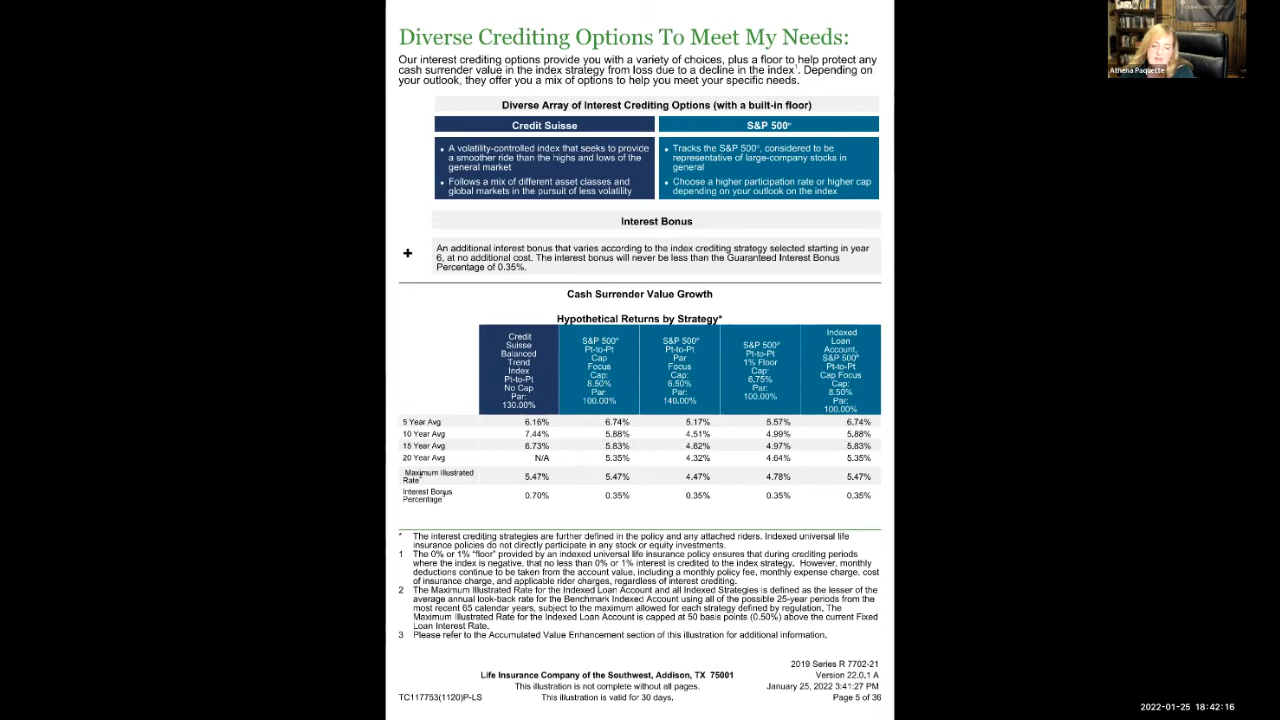 Diverse Crediting Options To Meet My Needs:
Our interest crediting options provide you with a variety of choices, plus a floor to help protect any
cash surrender value in the index strategy from loss due to a decline in the index¹. Depending on
your outlook, they offer you a mix of options to help you meet your specific needs.
Athena Paquette
Diverse Array of Interest Crediting Options (with a built-in floor)
Credit Suisse
S&P 500®
• A volatility-controlled index that seeks to provide
a smoother ride than the highs and lows of the
general market
• Follows a mix of different asset classes and
global markets in the pursuit of less volatility
• Tracks the S&P 500®, considered to be
representative of large-company stocks in
general
• Choose a higher participation rate or higher cap
depending on your outlook on the index
Interest Bonus
+
An additional interest bonus that varies according to the index crediting strategy selected starting in year
6, at no additional cost. The interest bonus will never be less than the Guaranteed Interest Bonus
Percentage of 0.35%.
Cash Surrender Value Growth
Hypothetical Returns by Strategy*
Credit
Suisse
Balanced
Trend
Index
Pt-to-Pt
No Cap
Par:
130.00%
S&P 500®
Pt-to-Pt
Cap
Focus
Cap:
8.50%
Par:
100.00%
S&P 500®
Pt-to-Pt
Par
Focus
Cap:
6.50%
Par:
140.00%
S&P 500®
Pt-to-Pt
1% Floor
Cap:
6.75%
Par:
100.00%
Indexed
Loan
Account,
S&P 500®
Pt-to-Pt
Cap Focus
Cap:
8.50%
Par:
100.00%
5 Year Avg 6.16% 6.74% 5.17% 5.57% 6.74%
10 Year Avg 7.44% 5.88% 4.51% 4.99% 5.88%
15 Year Avg 6.73% 5.83% 4.62% 4.97% 5.83%
20 Year Avg N/A 5.35% 4.32% 4.64% 5.35%
Maximum Illustrated
Rate² 5.47% 5.47% 4.47% 4.78% 5.47%
Interest Bonus
Percentage³ 0.70% 0.35% 0.35% 0.35% 0.35%
* The interest crediting strategies are further defined in the policy and any attached riders. Indexed universal life
insurance policies do not directly participate in any stock or equity investments.
1 The 0% or 1% "floor" provided by an indexed universal life insurance policy ensures that during crediting periods
where the index is negative, that no less than 0% or 1% interest is credited to the index strategy. However, monthly
deductions continue to be taken from the account value, including a monthly policy fee, monthly expense charge, cost
of insurance charge, and applicable rider charges, regardless of interest crediting.
2 The Maximum Illustrated Rate for the Indexed Loan Account and all Indexed Strategies is defined as the lesser of the
average annual look-back rate for the Benchmark Indexed Account using all of the possible 25-year periods from the
most recent 65 calendar years, subject to the maximum allowed for each strategy defined by regulation. The
Maximum Illustrated Rate for the Indexed Loan Account is capped at 50 basis points (0.50%) above the current Fixed
Loan Interest Rate.
3 Please refer to the Accumulated Value Enhancement section of this illustration for additional information.
2019 Series R 7702-21
Life Insurance Company of the Southwest, Addison, TX 75001
Version 22.0.1 A
This illustration is not complete without all pages.
January 25, 2022 3:41:27 PM
TC117753(1120)P-LS
This illustration is valid for 30 days.
Page 5 of 36
2022-01-25 18:42:16